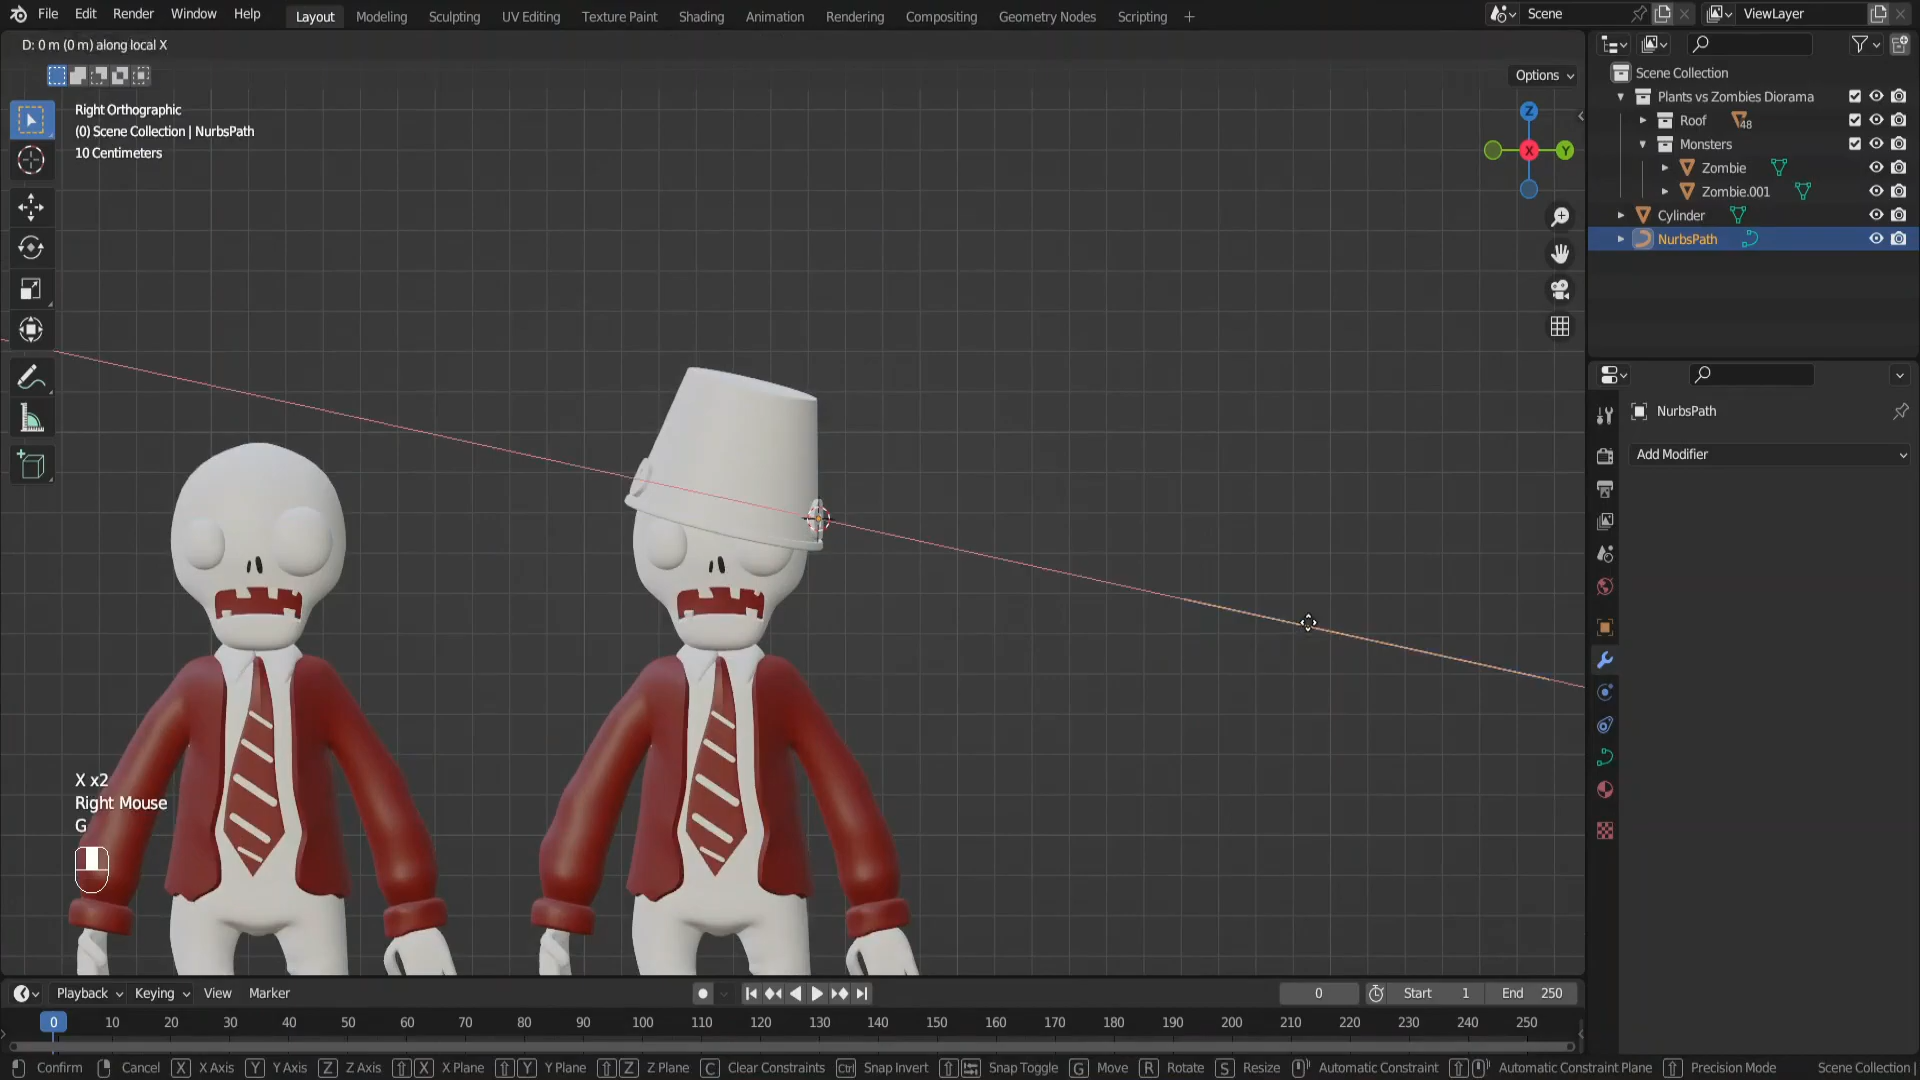 File Edit Render Window Help Layout Modeling Sculpting UV Editing Texture Paint Shading Animation Rendering Compositing Geometry Nodes Scripting + Scene ViewLayer
D: 0 m (0 m) along local X
Options
Right Orthographic
(0) Scene Collection | NurbsPath
10 Centimeters
Z
X
Y
Scene Collection
Plants vs Zombies Diorama
Roof 48
Monsters
Zombie
Zombie.001
Cylinder
NurbsPath
NurbsPath
Add Modifier
X x2
Right Mouse
G
Playback Keying View Marker 0 Start 1 End 250
0 10 20 30 40 50 60 70 80 90 100 110 120 130 140 150 160 170 180 190 200 210 220 230 240 250
Confirm Cancel X X Axis Y Y Axis Z Z Axis X X Plane Y Y Plane Z Z Plane C Clear Constraints Ctrl Snap Invert Snap Toggle G Move R Rotate S Resize Automatic Constraint Automatic Constraint Plane Precision Mode Scene Collection |